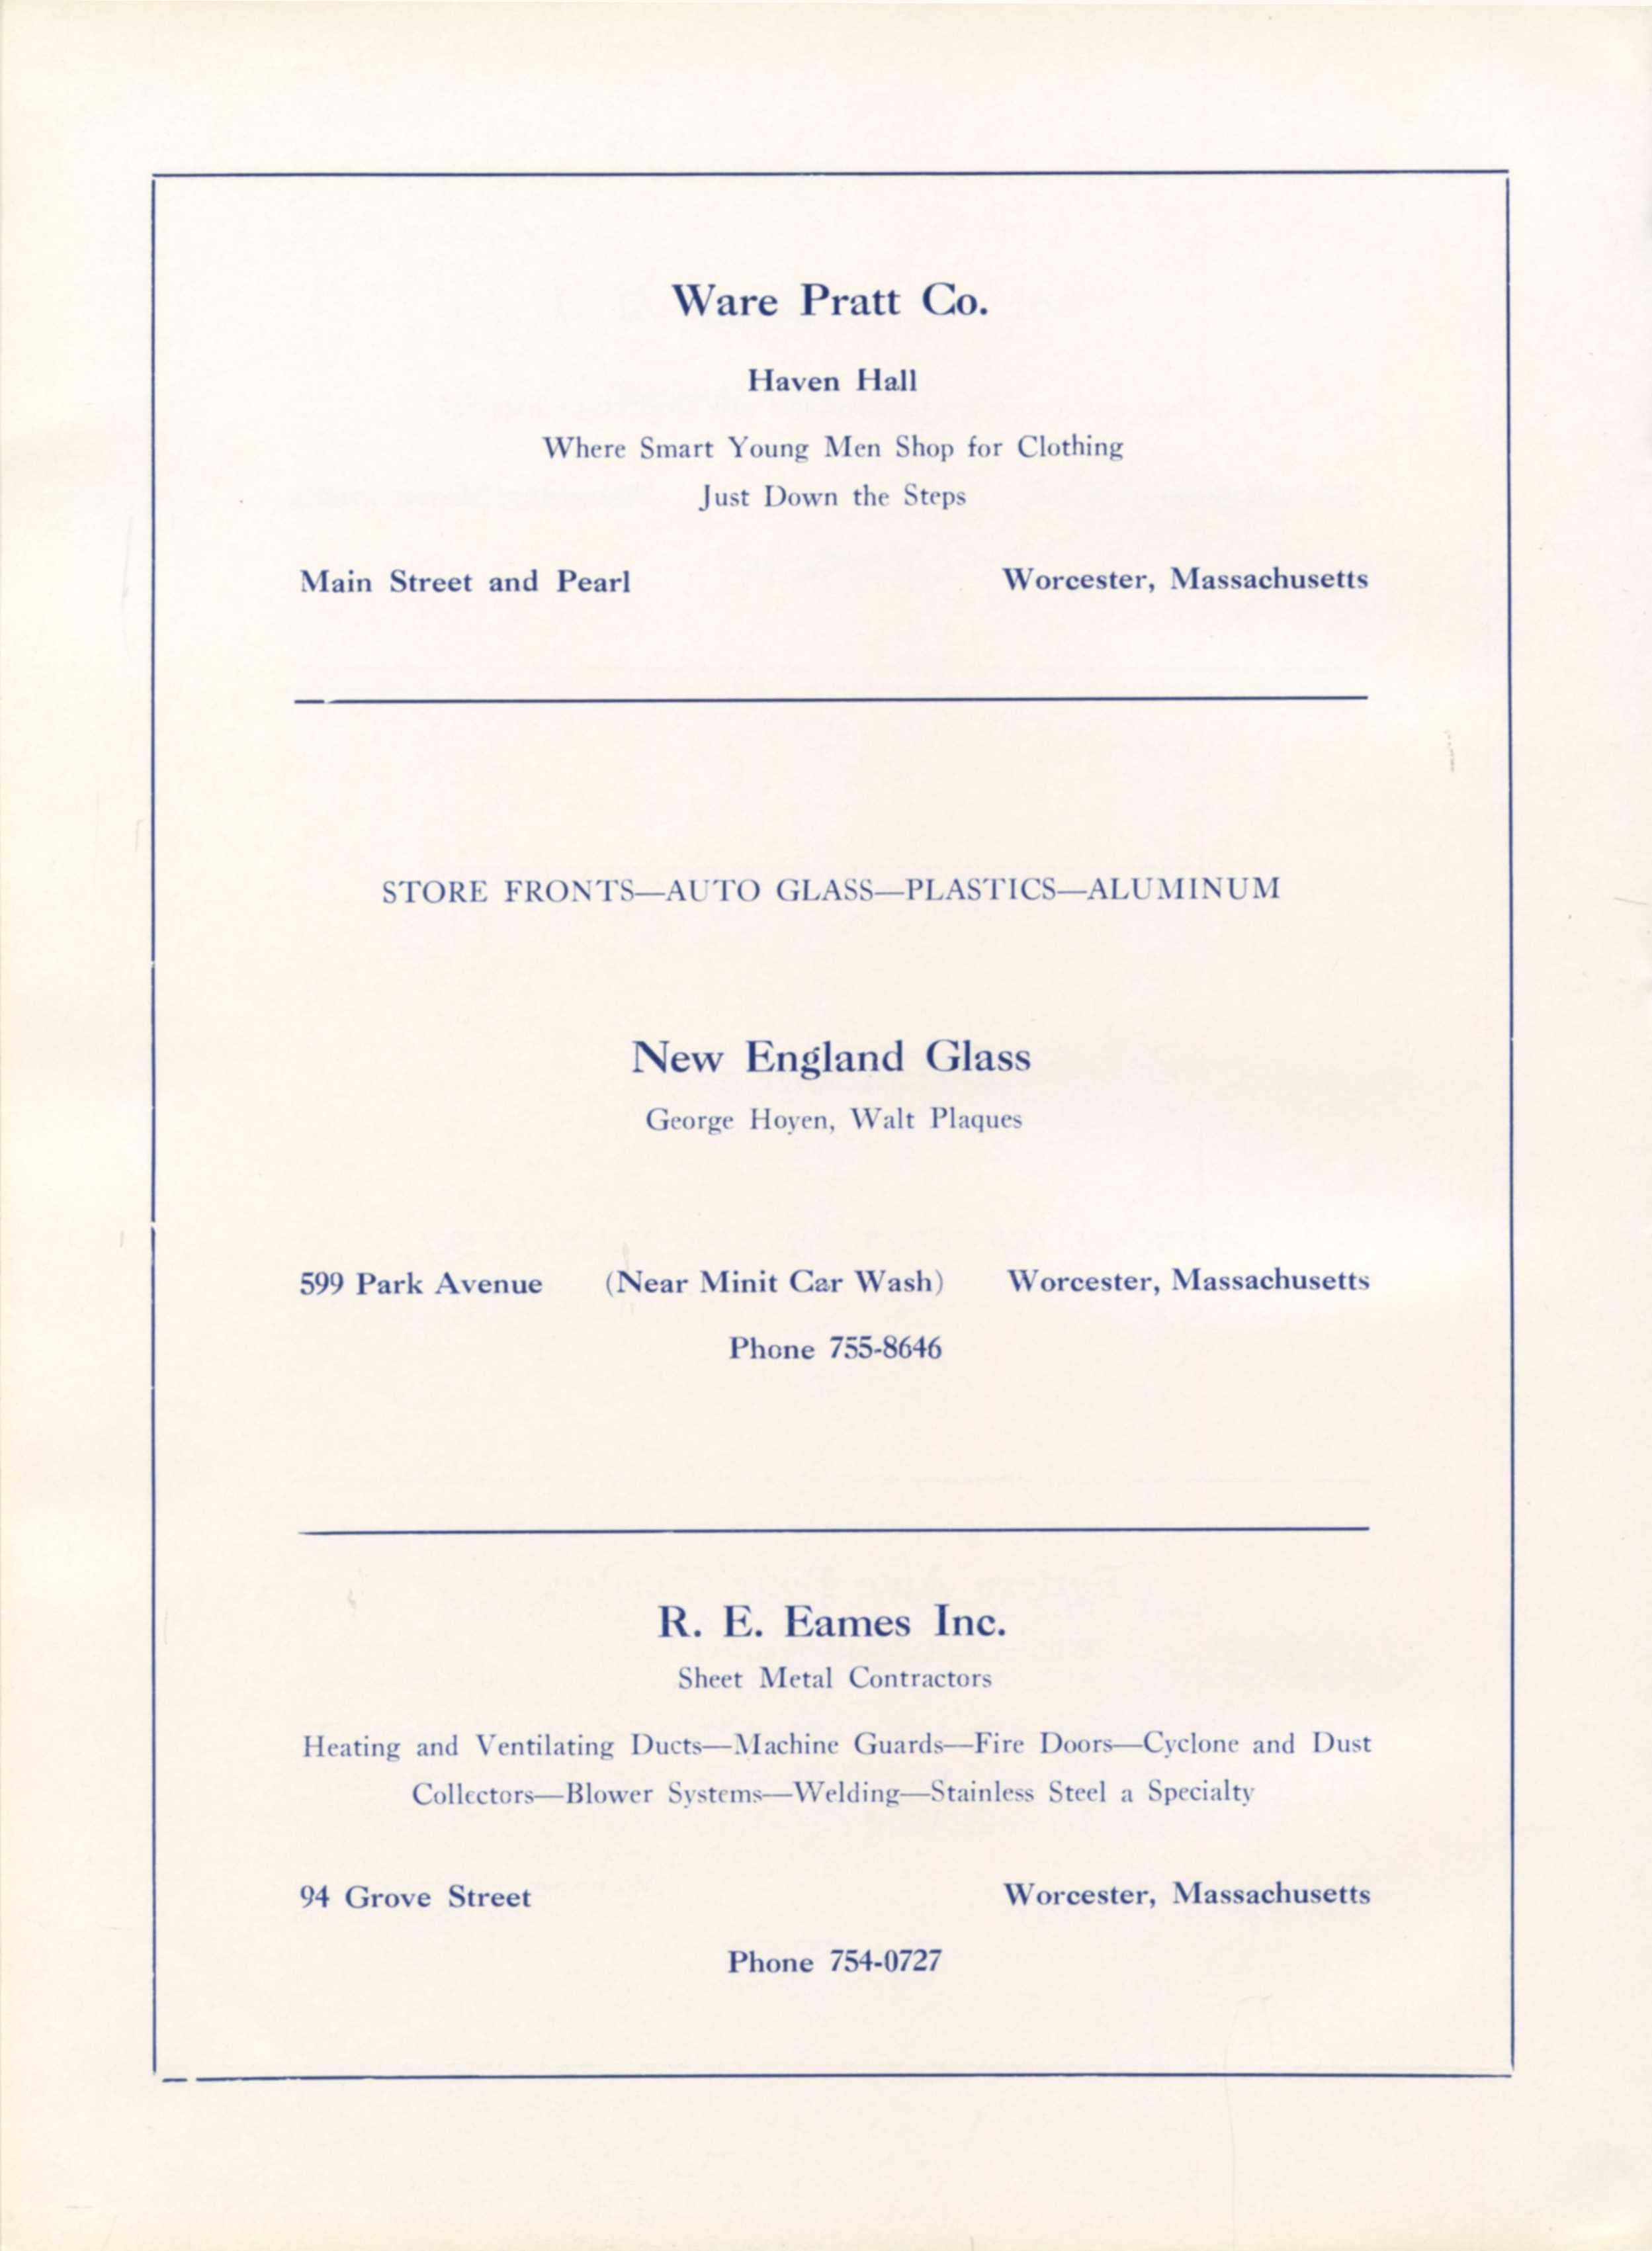 Ware Pratt Co.
Haven Hall
Where Smart Young Men Shop for Clothing
Just Down the Steps
Main Street and Pearl Worcester, Massachusetts
STORE FRONTS—AUTO GLASS—PLASTICS—ALUMINUM
New England Glass
George Hoyen, Walt Plaques
599 Park Avenue (Near Minit Car Wash) Worcester, Massachusetts
Phone 755-8646
R. E. Eames Inc.
Sheet Metal Contractors
Heating and Ventilating Ducts—Machine Guards—Fire Doors—Cyclone and Dust
Collectors—Blower Systems—Welding—Stainless Steel a Specialty
94 Grove Street Worcester, Massachusetts
Phone 754-0727